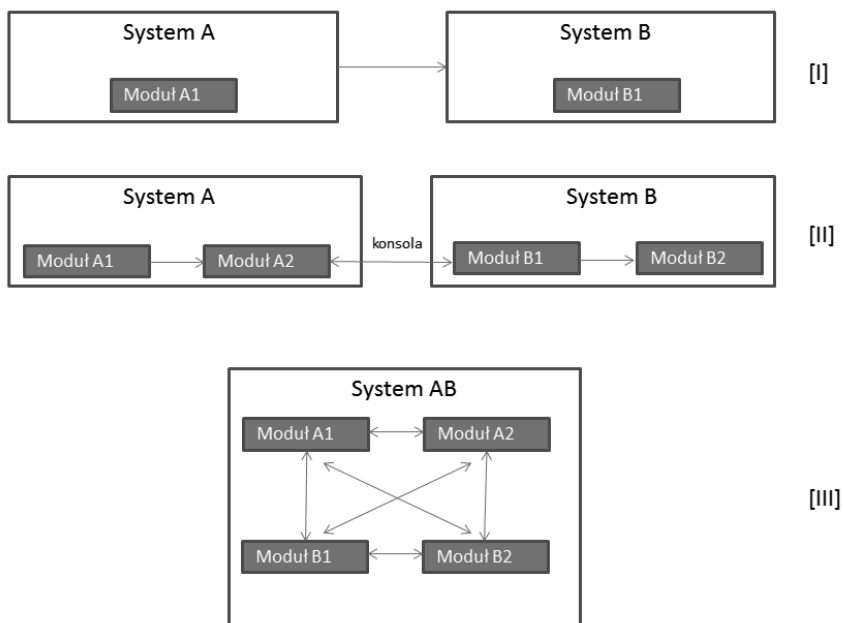 System A
System B
Moduł A1
Moduł B1
[I]
System A
System B
konsola
Moduł A1
Moduł A2
Moduł B1
Moduł B2
[II]
System AB
Moduł A1
Moduł A2
Moduł B1
Moduł B2
[III]